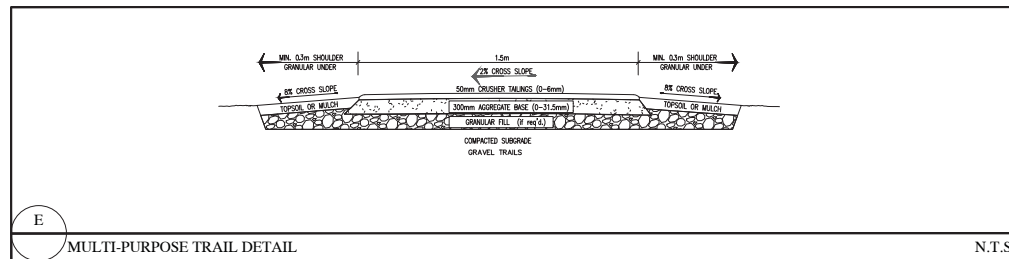 MIN. 0.3m SHOULDER
GRANULAR UNDER
1.5m
MIN. 0.3m SHOULDER
GRANULAR UNDER
2% CROSS SLOPE
8% CROSS SLOPE
50mm CRUSHER TAILINGS (0-6mm)
8% CROSS SLOPE
TOPSOIL OR MULCH
300mm AGGREGATE BASE (0-31.5mm)
TOPSOIL OR MULCH
GRANULAR FILL (if req'd.)
COMPACTED SUBGRADE
GRAVEL TRAILS
E
MULTI-PURPOSE TRAIL DETAIL
N.T.S